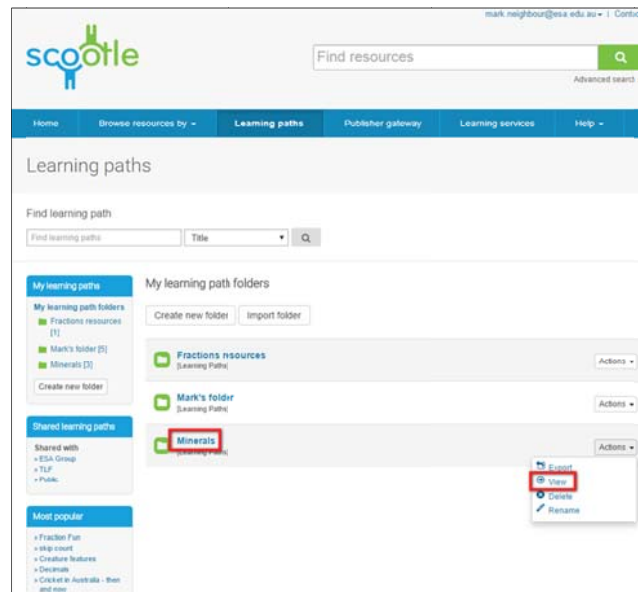 mark.neighbour@esa.edu.au ▾ |
scootle
Find resources
Advanced search
Home
Browse resources by
Learning paths
Publisher gateway
Learning services
Help
Learning paths
Find learning path
Find learning paths
Title
My learning paths
My learning path folders
Fractions resources
[1]
Mark's folder [5]
Minerals [3]
Create new folder
Shared learning paths
Shared with
» ESA Group
» TLF
» Public
Most popular
» Fraction Fun
» skip count
» Creature features
» Decimals
» Cricket in Australia - then
and now
My learning path folders
Create new folder
Import folder
Fractions resources
[Learning Paths]
Actions
Mark's folder
[Learning Paths]
Actions
Minerals
[Learning Paths]
Actions
Export
View
Delete
Rename